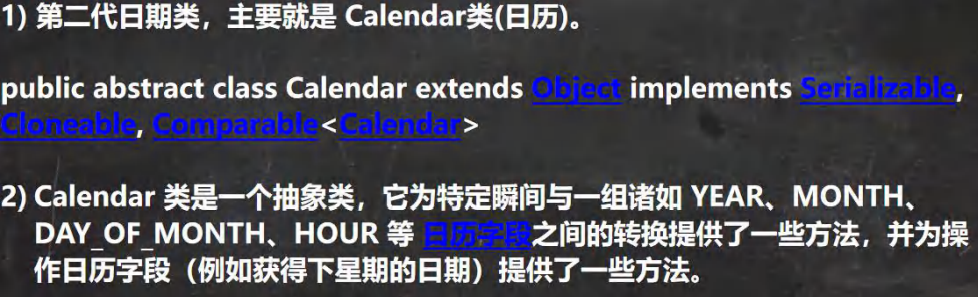 1) 第二代日期类，主要就是 Calendar类(日历)。
public abstract class Calendar extends Object implements Serializable,
Cloneable, Comparable<Calendar>
2) Calendar 类是一个抽象类，它为特定瞬间与一组诸如 YEAR、MONTH、
DAY_OF_MONTH、HOUR 等 日历字段之间的转换提供了一些方法，并为操
作日历字段（例如获得下星期的日期）提供了一些方法。